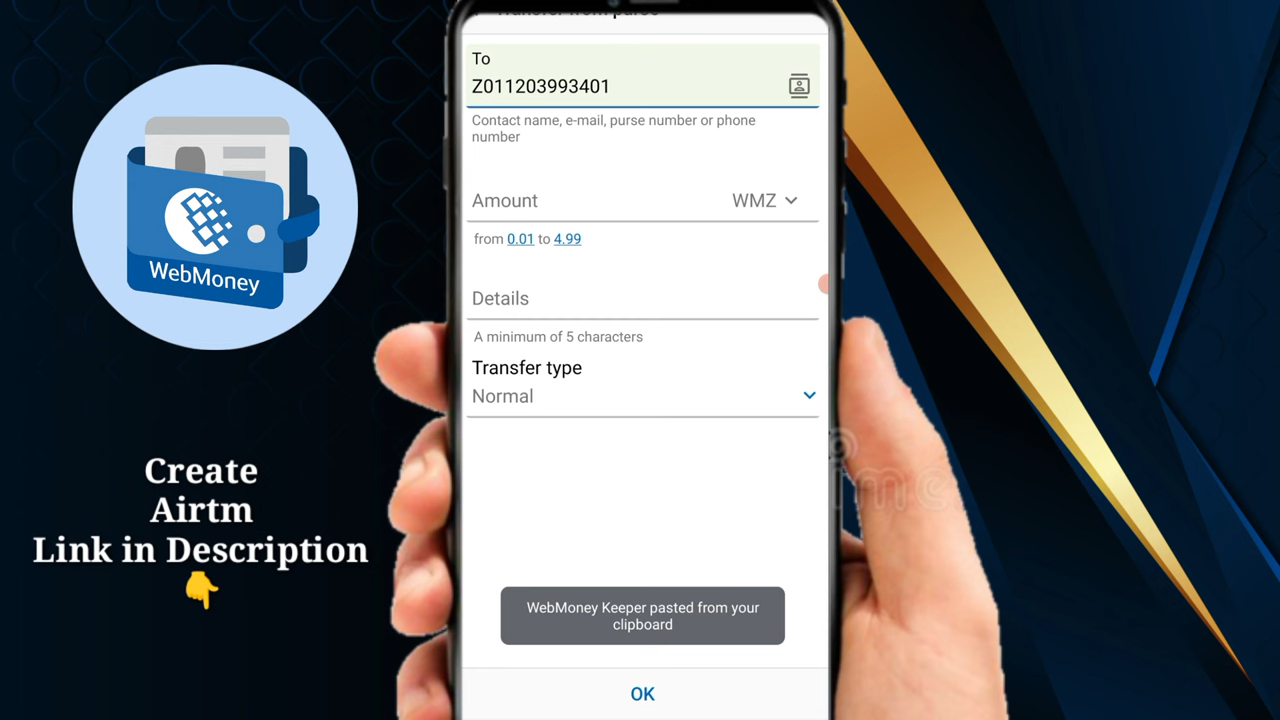 To
Z011203993401
Contact name, e-mail, purse number or phone
number
Amount
WMZ
from 0.01 to 4.99
Details
A minimum of 5 characters
Transfer type
Normal
WebMoney Keeper pasted from your
clipboard
OK
WebMoney
Create
Airtm
Link in Description